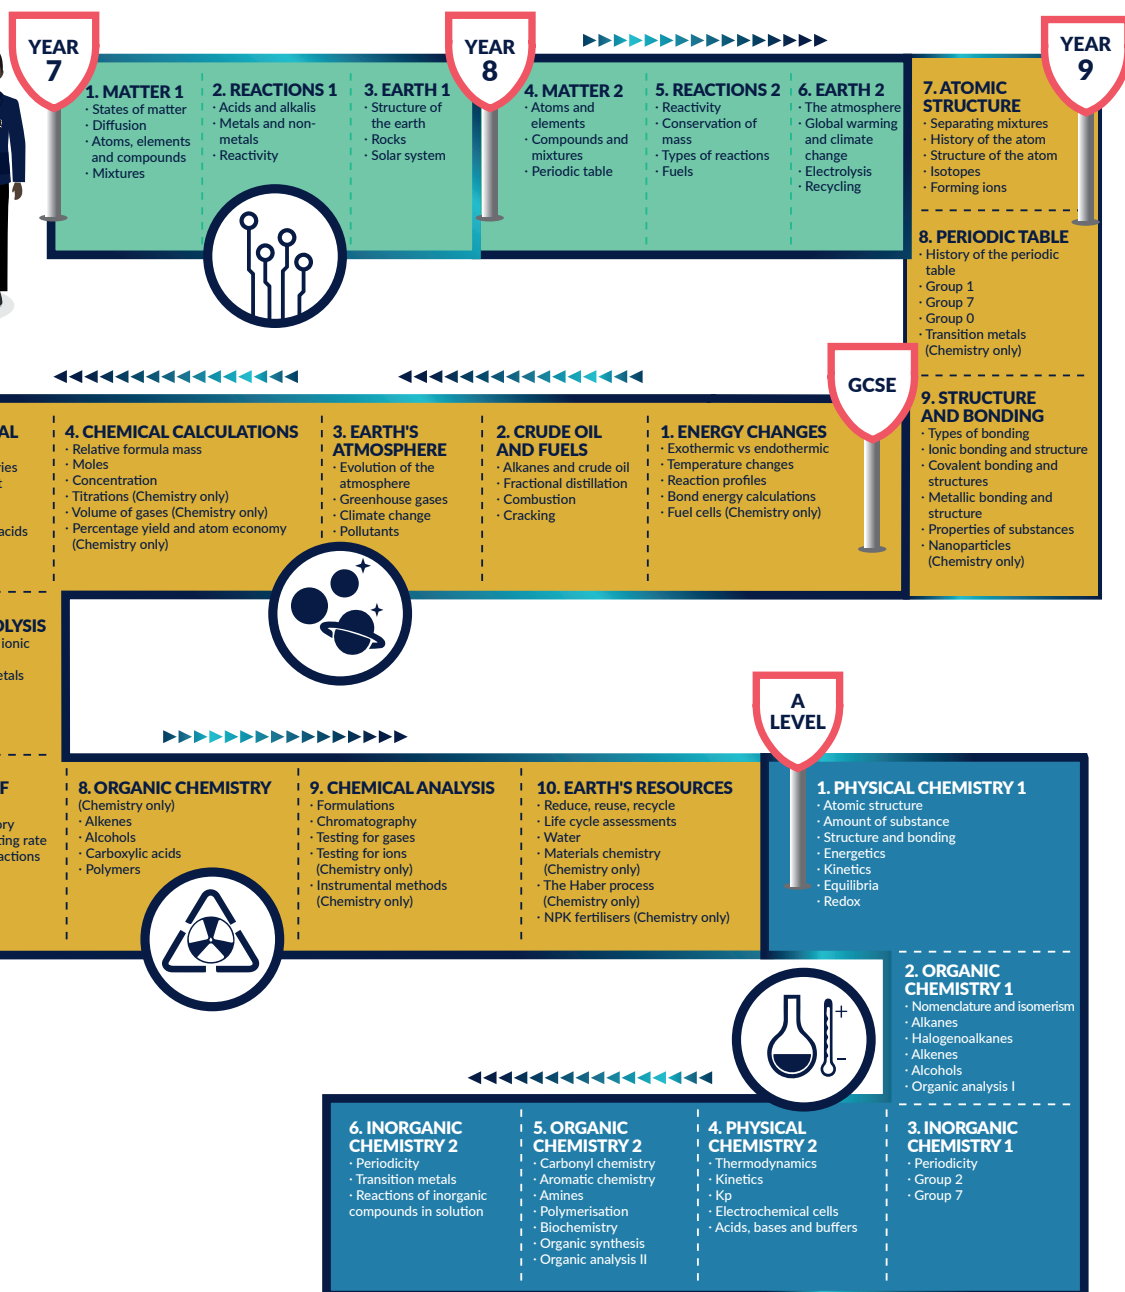 YEAR
7
1. MATTER 1
· States of matter
· Diffusion
· Atoms, elements
and compounds
· Mixtures
2. REACTIONS 1
· Acids and alkalis
· Metals and non-
metals
· Reactivity
3. EARTH 1
· Structure of
the earth
· Rocks
· Solar system
YEAR
8
4. MATTER 2
· Atoms and
elements
· Compounds and
mixtures
· Periodic table
5. REACTIONS 2
· Reactivity
· Conservation of
mass
· Types of reactions
· Fuels
6. EARTH 2
· The atmosphere
· Global warming
and climate
change
· Electrolysis
· Recycling
YEAR
9
7. ATOMIC
STRUCTURE
· Separating mixtures
· History of the atom
· Structure of the atom
· Isotopes
· Forming ions
8. PERIODIC TABLE
· History of the periodic
table
· Group 1
· Group 7
· Group 0
· Transition metals
(Chemistry only)
9. STRUCTURE
AND BONDING
· Types of bonding
· Ionic bonding and structure
· Covalent bonding and
structures
· Metallic bonding and
structure
· Properties of substances
· Nanoparticles
(Chemistry only)
GCSE
1. ENERGY CHANGES
· Exothermic vs endothermic
· Temperature changes
· Reaction profiles
· Bond energy calculations
· Fuel cells (Chemistry only)
2. CRUDE OIL
AND FUELS
· Alkanes and crude oil
· Fractional distillation
· Combustion
· Cracking
3. EARTH'S
ATMOSPHERE
· Evolution of the
atmosphere
· Greenhouse gases
· Climate change
· Pollutants
4. CHEMICAL CALCULATIONS
· Relative formula mass
· Moles
· Concentration
· Titrations (Chemistry only)
· Volume of gases (Chemistry only)
· Percentage yield and atom economy
(Chemistry only)
acids
ionic
8. ORGANIC CHEMISTRY
(Chemistry only)
· Alkenes
· Alcohols
· Carboxylic acids
· Polymers
9. CHEMICAL ANALYSIS
· Formulations
· Chromatography
· Testing for gases
· Testing for ions
(Chemistry only)
· Instrumental methods
(Chemistry only)
10. EARTH'S RESOURCES
· Reduce, reuse, recycle
· Life cycle assessments
· Water
· Materials chemistry
(Chemistry only)
· The Haber process
(Chemistry only)
· NPK fertilisers (Chemistry only)
A
LEVEL
1. PHYSICAL CHEMISTRY 1
· Atomic structure
· Amount of substance
· Structure and bonding
· Energetics
· Kinetics
· Equilibria
· Redox
2. ORGANIC
CHEMISTRY 1
· Nomenclature and isomerism
· Alkanes
· Halogenoalkanes
· Alkenes
· Alcohols
· Organic analysis I
3. INORGANIC
CHEMISTRY 1
· Periodicity
· Group 2
· Group 7
4. PHYSICAL
CHEMISTRY 2
· Thermodynamics
· Kinetics
· Kp
· Electrochemical cells
· Acids, bases and buffers
5. ORGANIC
CHEMISTRY 2
· Carbonyl chemistry
· Aromatic chemistry
· Amines
· Polymerisation
· Biochemistry
· Organic synthesis
· Organic analysis II
6. INORGANIC
CHEMISTRY 2
· Periodicity
· Transition metals
· Reactions of inorganic
compounds in solution